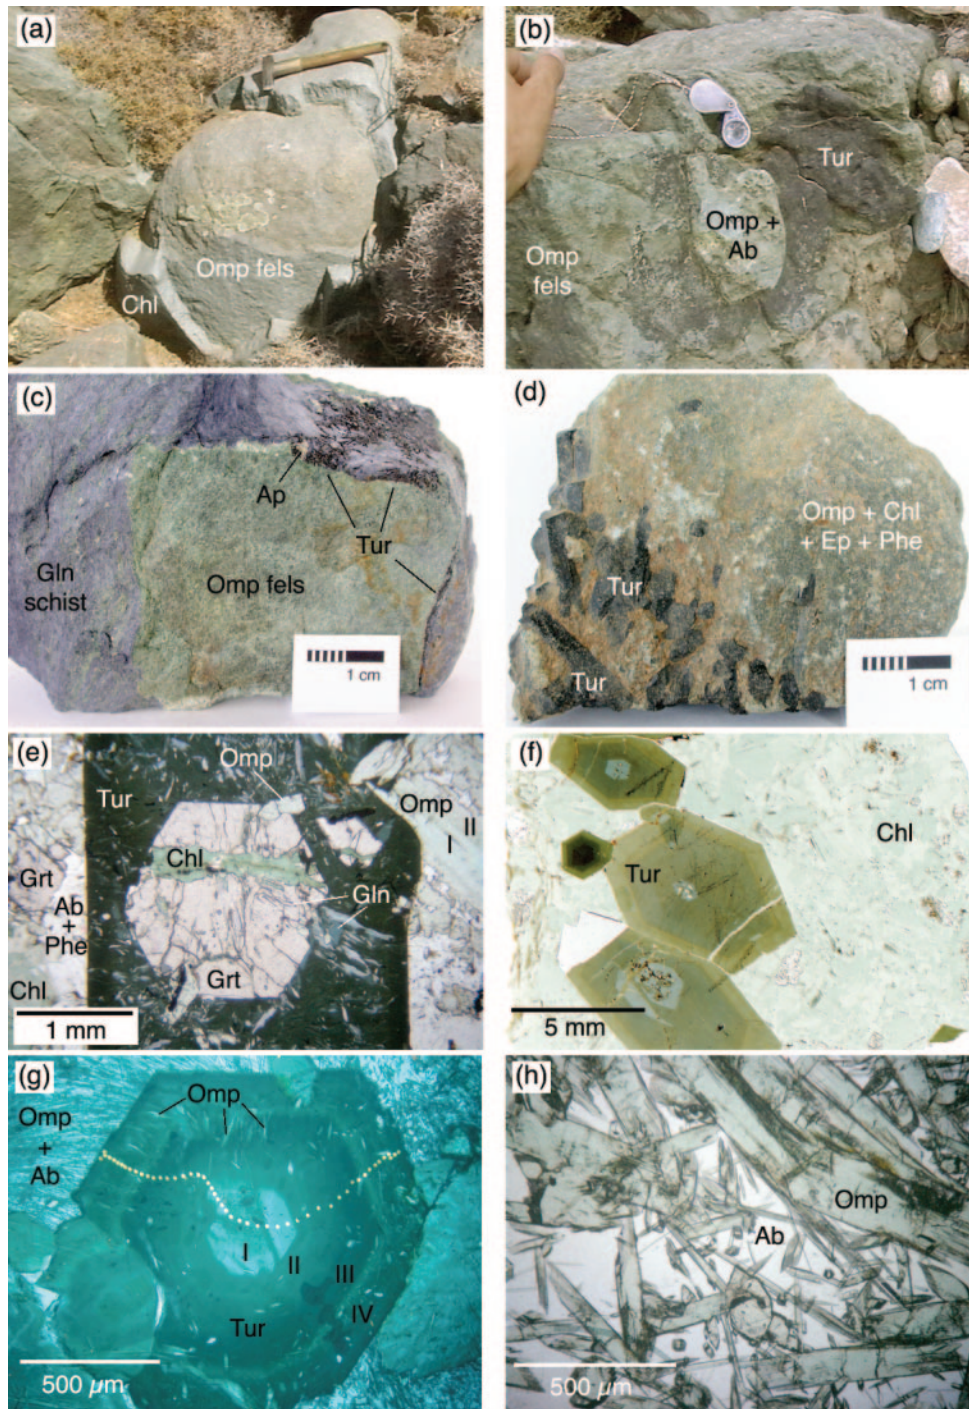 (a)
Omp fels
Chl
(b)
Tur
Omp +
Ab
Omp
fels
(c)
Ap
Tur
Gln
schist
Omp fels
1 cm
(d)
Omp + Chl
+ Ep + Phe
Tur
Tur
1 cm
(e)
Omp
Tur
Omp
II
I
Chl
Grt
Gln
Ab
+
Phe
Grt
Chl
1 mm
(f)
Chl
Tur
5 mm
(g)
Omp
Omp
+
Ab
I
II
III
IV
Tur
500 µm
(h)
Omp
Ab
500 µm